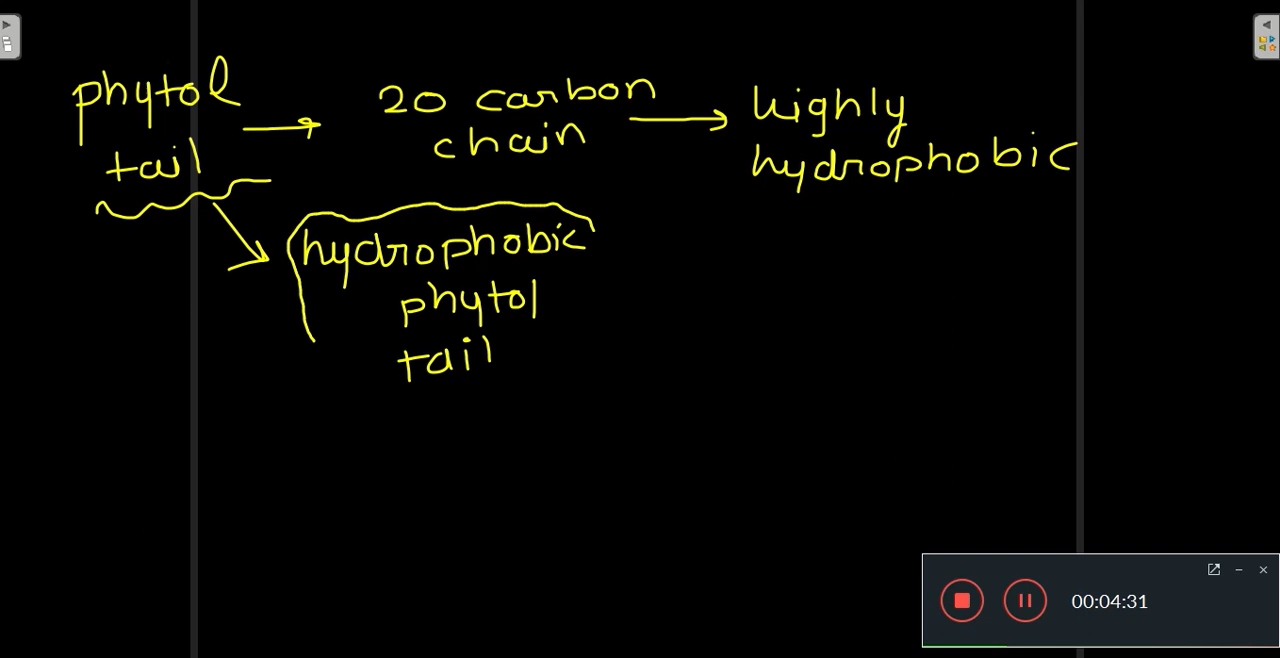 phytol
tail
20 carbon
chain
highly
hydrophobic
hydrophobic
phytol
tail
00:04:31